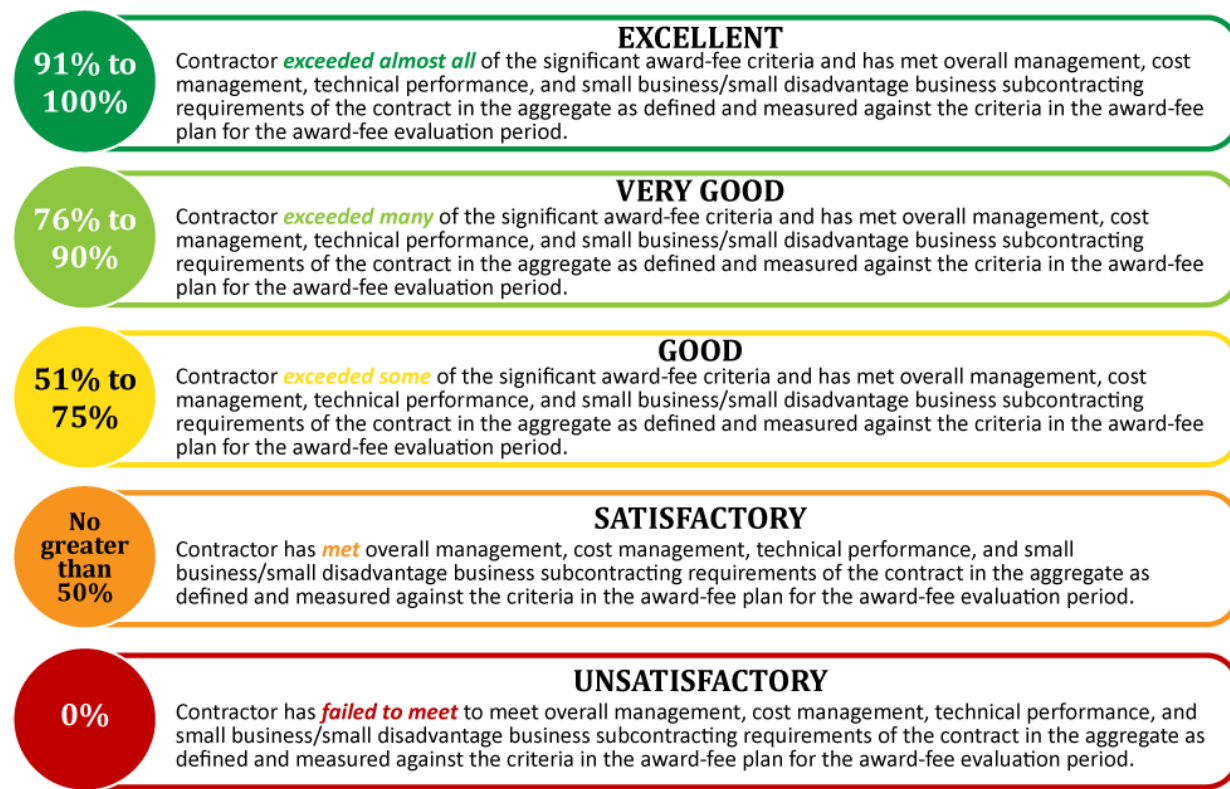 91% to
100%
EXCELLENT
Contractor exceeded almost all of the significant award-fee criteria and has met overall management, cost
management, technical performance, and small business/small disadvantage business subcontracting
requirements of the contract in the aggregate as defined and measured against the criteria in the award-fee
plan for the award-fee evaluation period.
76% to
90%
VERY GOOD
Contractor exceeded many of the significant award-fee criteria and has met overall management, cost
management, technical performance, and small business/small disadvantage business subcontracting
requirements of the contract in the aggregate as defined and measured against the criteria in the award-fee
plan for the award-fee evaluation period.
51% to
75%
GOOD
Contractor exceeded some of the significant award-fee criteria and has met overall management, cost
management, technical performance, and small business/small disadvantage business subcontracting
requirements of the contract in the aggregate as defined and measured against the criteria in the award-fee
plan for the award-fee evaluation period.
No
greater
than
50%
SATISFACTORY
Contractor has met overall management, cost management, technical performance, and small
business/small disadvantage business subcontracting requirements of the contract in the aggregate as
defined and measured against the criteria in the award-fee plan for the award-fee evaluation period.
0%
UNSATISFACTORY
Contractor has failed to meet to meet overall management, cost management, technical performance, and
small business/small disadvantage business subcontracting requirements of the contract in the aggregate as
defined and measured against the criteria in the award-fee plan for the award-fee evaluation period.